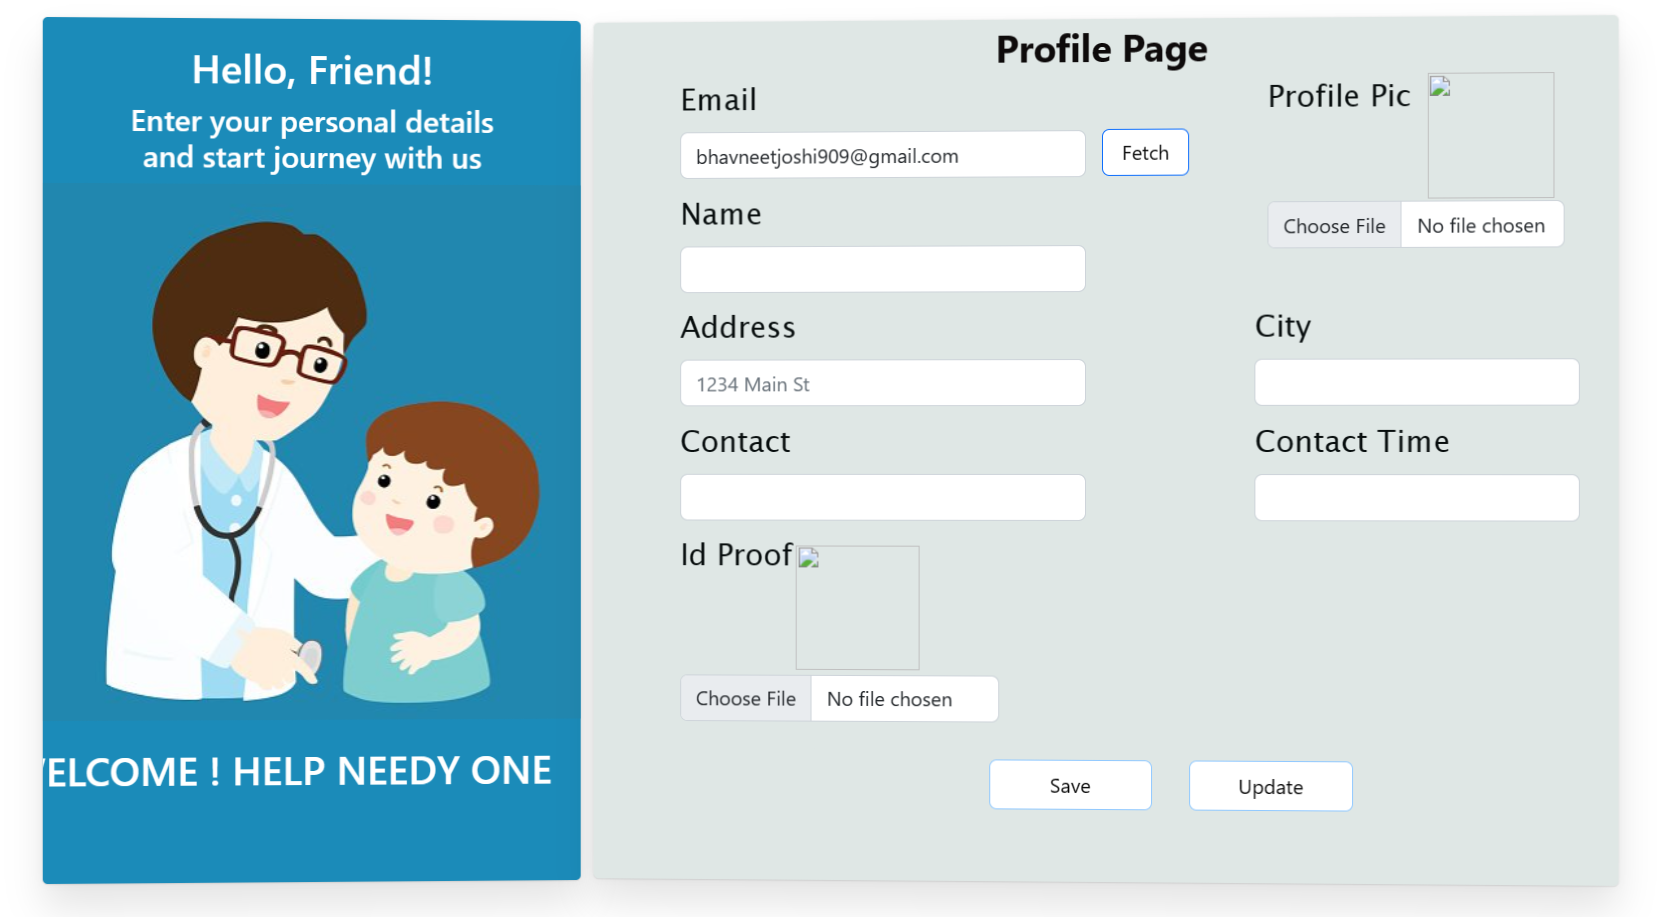 Hello, Friend!
Enter your personal details
and start journey with us
ELCOME ! HELP NEEDY ONE
Profile Page
Email
bhavneetjoshi909@gmail.com
Fetch
Profile Pic
Choose File No file chosen
Name
Address
1234 Main St
City
Contact
Contact Time
Id Proof
Choose File No file chosen
Save
Update